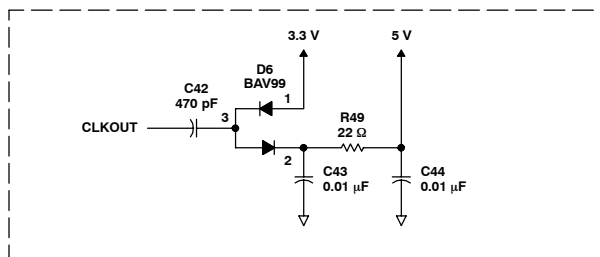 3.3 V
5 V
D6
BAV99
C42
470 pF
1
R49
22 Ω
3
CLKOUT
2
C43
0.01 µF
C44
0.01 µF